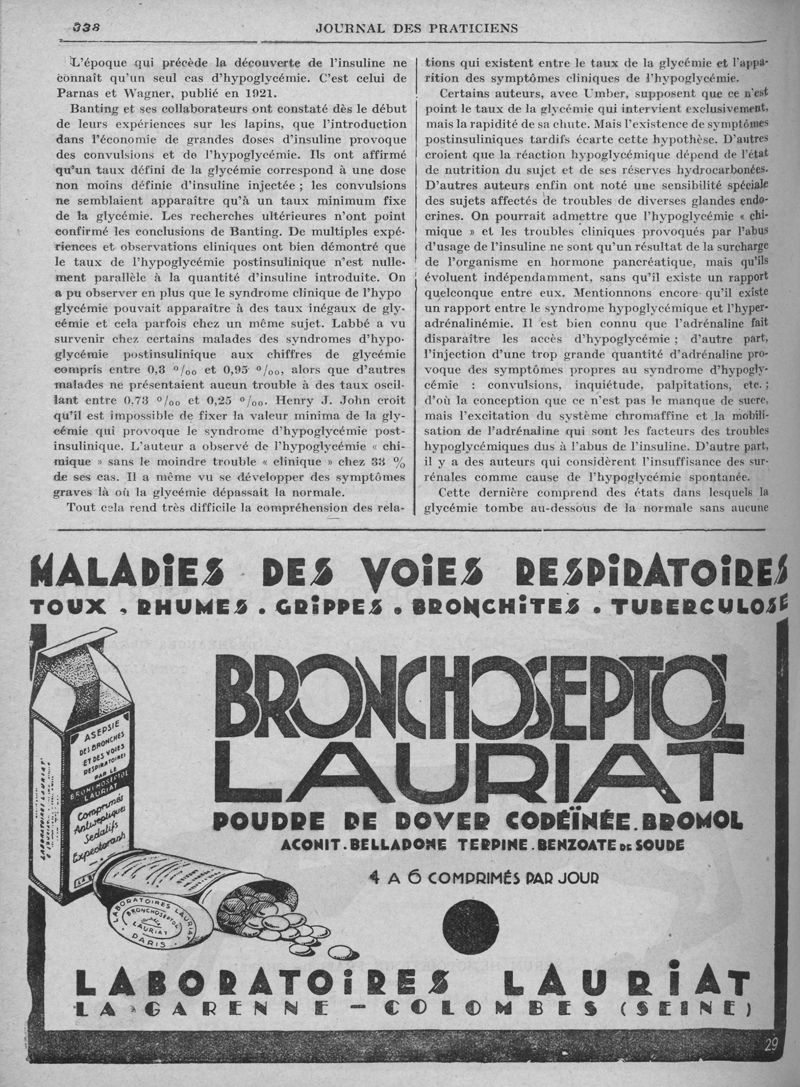 338
JOURNAL DES PRATICIENS
L'époque qui précède la découverte de l'insuline ne
connaît qu'un seul cas d'hypoglycémie. C'est celui de
Parnas et Wagner, publié en 1921.
Banting et ses collaborateurs ont constaté dès le début
de leurs expériences sur les lapins, que l'introduction
dans l'économie de grandes doses d'insuline provoque
des convulsions et de l'hypoglycémie. Ils ont affirmé
qu'un taux défini de la glycémie correspond à une dose
non moins définie d'insuline injectée ; les convulsions
ne semblaient apparaître qu'à un taux minimum fixe
de la glycémie. Les recherches ultérieures n'ont point
confirmé les conclusions de Banting. De multiples expé-
riences et observations cliniques ont bien démontré que
le taux de l'hypoglycémie postinsulinique n'est nulle-
ment parallèle à la quantité d'insuline introduite. On
a pu observer en plus que le syndrome clinique de l'hypo
glycémie pouvait apparaître à des taux inégaux de gly-
cémie et cela parfois chez un même sujet. Labbé a vu
survenir chez certains malades des syndromes d'hypo-
glycémie postinsulinique aux chiffres de glycémie
compris entre 0,3 °/oo et 0,95 °/oo, alors que d'autres
malades ne présentaient aucun trouble à des taux oscil-
lant entre 0,73 °/oo et 0,25 °/oo. Henry J. John croit
qu'il est impossible de fixer la valeur minima de la gly-
cémie qui provoque le syndrome d'hypoglycémie post-
insulinique. L'auteur a observé de l'hypoglycémie « chi-
mique » sans le moindre trouble « clinique » chez 33 %
de ses cas. Il a même vu se développer des symptômes
graves là où la glycémie dépassait la normale.
Tout cela rend très difficile la compréhension des rela-
tions qui existent entre le taux de la glycémie et l'appa-
rition des symptômes cliniques de l'hypoglycémie.
Certains auteurs, avec Umber, supposent que ce n'est
point le taux de la glycémie qui intervient exclusivement,
mais la rapidité de sa chute. Mais l'existence de symptômes
postinsuliniques tardifs écarte cette hypothèse. D'autres
croient que la réaction hypoglycémique dépend de l'état
de nutrition du sujet et de ses réserves hydrocarbonées.
D'autres auteurs enfin ont noté une sensibilité spéciale
des sujets affectés de troubles de diverses glandes endo-
crines. On pourrait admettre que l'hypoglycémie « chi-
mique » et les troubles cliniques provoqués par l'abus
d'usage de l'insuline ne sont qu'un résultat de la surcharge
de l'organisme en hormone pancréatique, mais qu'ils
évoluent indépendamment, sans qu'il existe un rapport
quelconque entre eux. Mentionnons encore qu'il existe
un rapport entre le syndrome hypoglycémique et l'hyper-
adrénalinémie. Il est bien connu que l'adrénaline fait
disparaître les accès d'hypoglycémie ; d'autre part,
l'injection d'une trop grande quantité d'adrénaline pro-
voque des symptômes propres au syndrome d'hypogly-
cémie : convulsions, inquiétude, palpitations, etc. ;
d'où la conception que ce n'est pas le manque de sucre,
mais l'excitation du système chromaffine et la mobili-
sation de l'adrénaline qui sont les facteurs des troubles
hypoglycémiques dus à l'abus de l'insuline. D'autre part,
il y a des auteurs qui considèrent l'insuffisance des sur-
rénales comme cause de l'hypoglycémie spontanée.
Cette dernière comprend des états dans lesquels la
glycémie tombe au-dessous de la normale sans aucune
MALADIES DES VOIES RESPIRATOIRES
TOUX . RHUMES . GRIPPES . BRONCHITES . TUBERCULOSE
BRONCHOSEPTOL
LAURIAT
POUDRE DE DOVER CODÉÏNÉE.BROMOL
ACONIT.BELLADONE TERPINE.BENZOATE DE SOUDE
4 A 6 COMPRIMÉS PAR JOUR
ASEPSIE
DES BRONCHES
ET DES VOIES
RESPIRATOIRES
PAR LE
BRONCHOSEPTOL
LAURIAT
Comprimés
Antiseptiques
Sédatifs
Expectorants
LABORATOIRES LAURIAT
BRONCHOSEPTOL
LAURIAT
PARIS
LABORATOIRES LAURIAT
LA GARENNE - COLOMBES (SEINE)
29